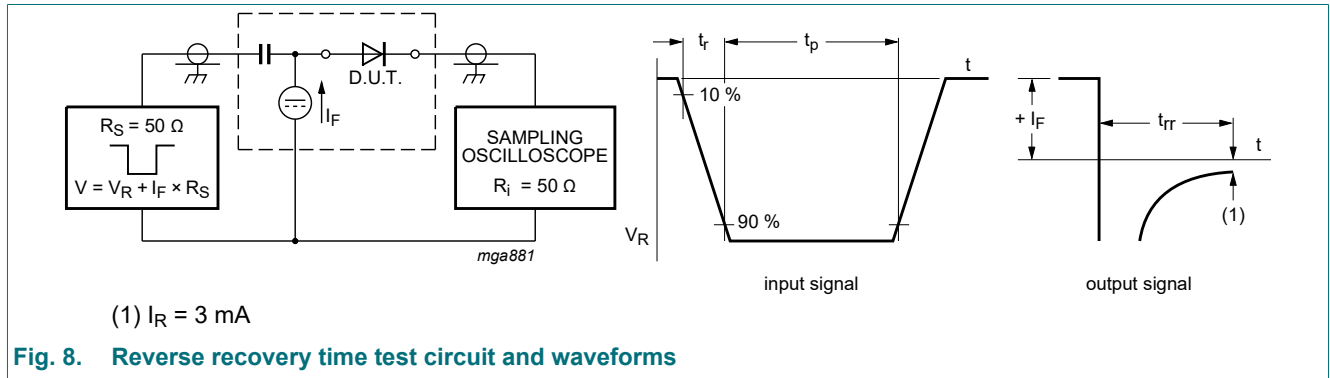 D.U.T.
I_F
R_S = 50 Ω
V = V_R + I_F × R_S
SAMPLING
OSCILLOSCOPE
R_i = 50 Ω
mga881
t_r
t_p
t
10 %
90 %
V_R
input signal
+ I_F
t_rr
t
(1)
output signal
(1) I_R = 3 mA
Fig. 8. Reverse recovery time test circuit and waveforms